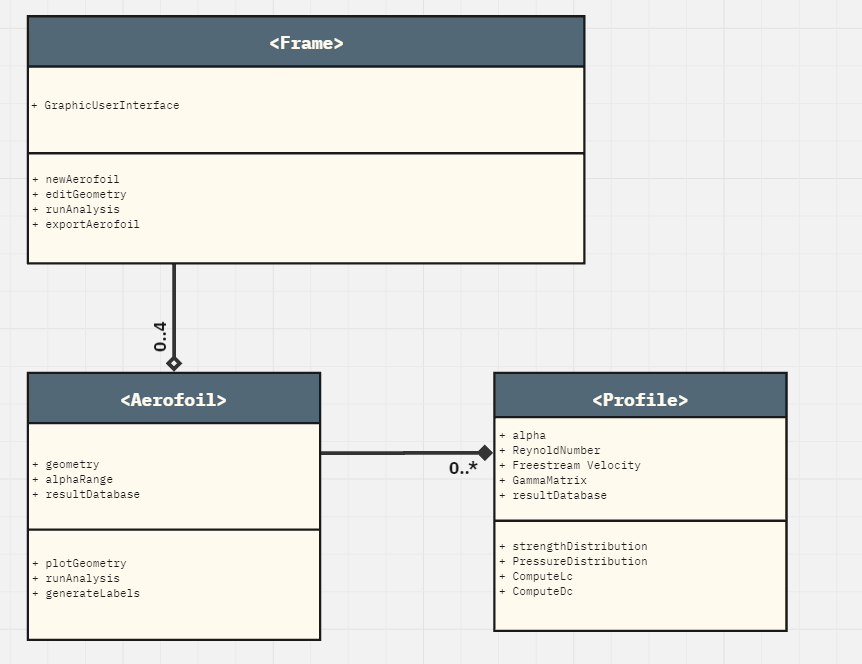 <Frame>
+ GraphicUserInterface
+ newAerofoil
+ editGeometry
+ runAnalysis
+ exportAerofoil
0..4
<Aerofoil>
+ geometry
+ alphaRange
+ resultDatabase
+ plotGeometry
+ runAnalysis
+ generateLabels
0..*
<Profile>
+ alpha
+ ReynoldNumber
+ Freestream Velocity
+ GammaMatrix
+ resultDatabase
+ strengthDistribution
+ PressureDistribution
+ ComputeLc
+ ComputeDc